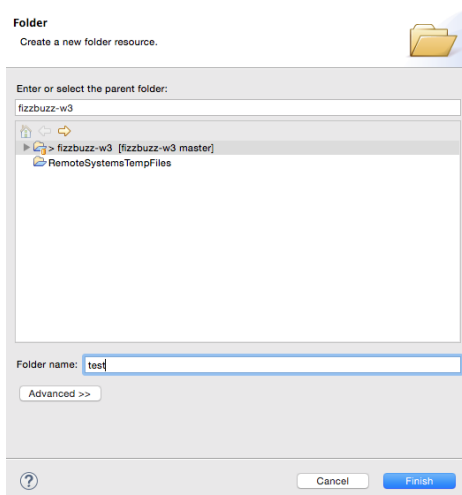 Folder
Create a new folder resource.
Enter or select the parent folder:
fizzbuzz-w3
> fizzbuzz-w3 [fizzbuzz-w3 master]
RemoteSystemsTempFiles
Folder name: test
Advanced >>
?
Cancel Finish